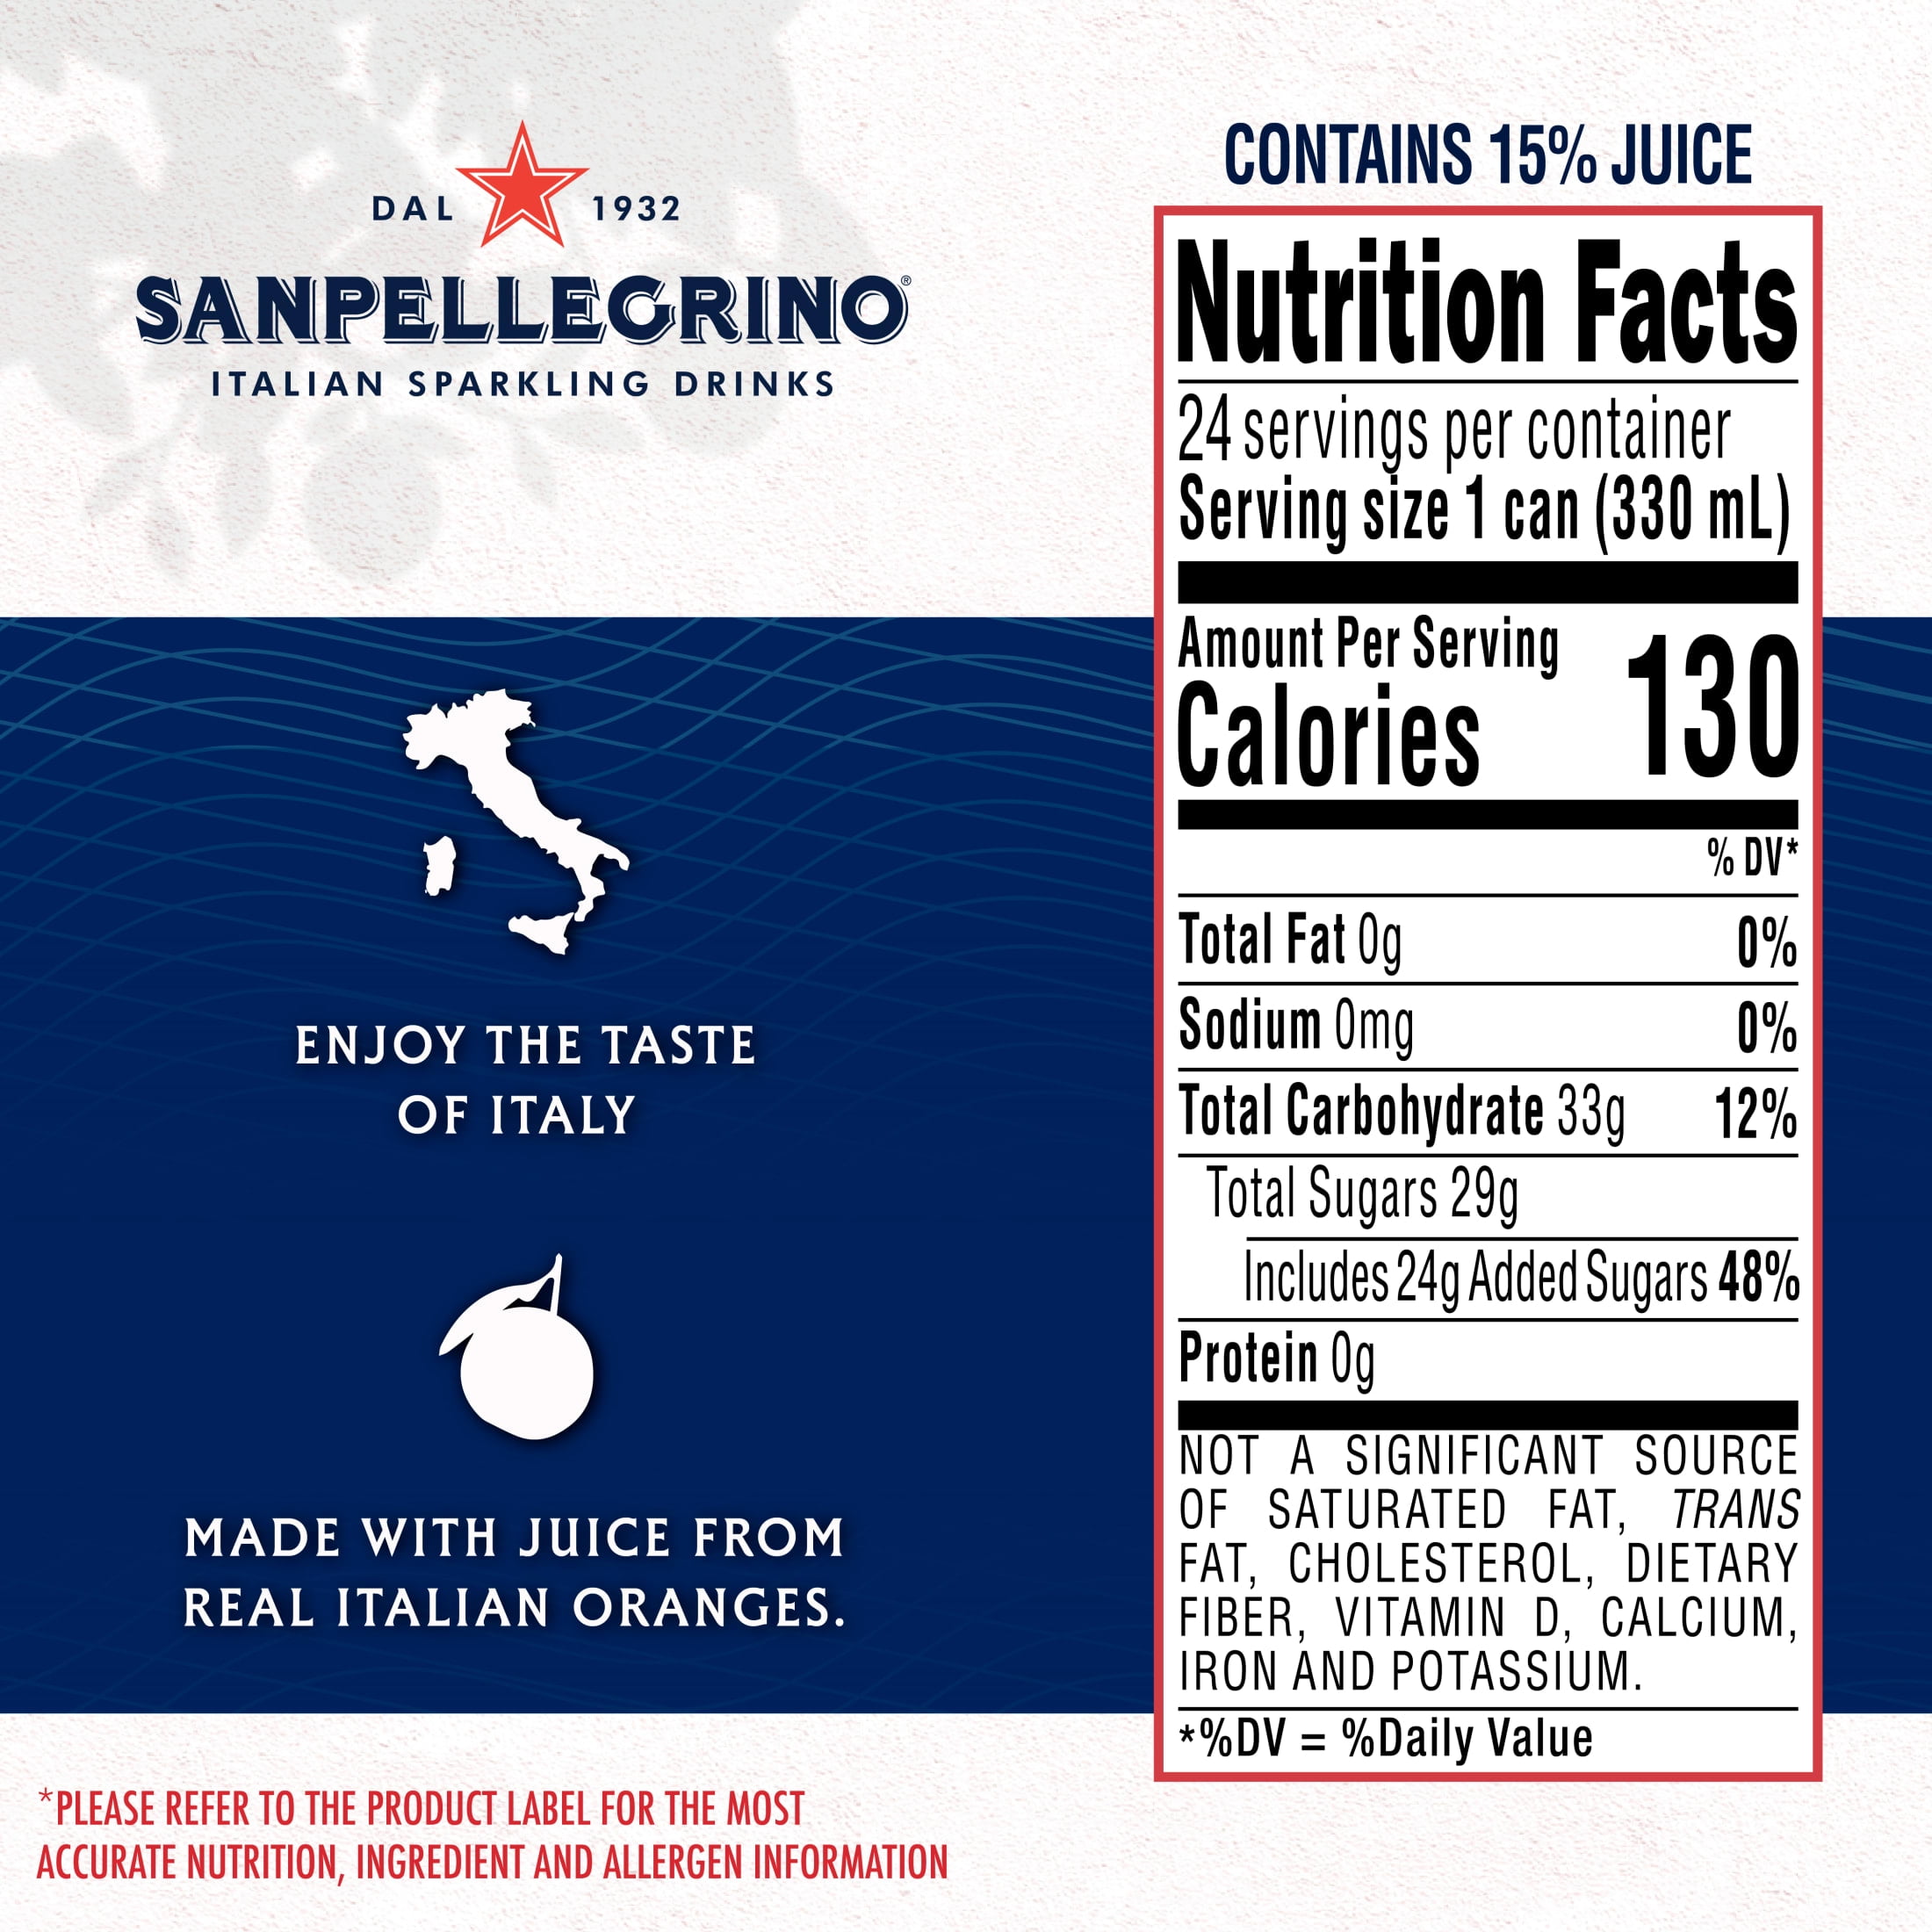 DAL 1932
SANPELLEGRINO®
ITALIAN SPARKLING DRINKS
ENJOY THE TASTE
OF ITALY
MADE WITH JUICE FROM
REAL ITALIAN ORANGES.
*PLEASE REFER TO THE PRODUCT LABEL FOR THE MOST
ACCURATE NUTRITION, INGREDIENT AND ALLERGEN INFORMATION
CONTAINS 15% JUICE
Nutrition Facts
24 servings per container
Serving size 1 can (330 mL)
Amount Per Serving
Calories 130
% DV*
Total Fat 0g 0%
Sodium 0mg 0%
Total Carbohydrate 33g 12%
Total Sugars 29g
Includes 24g Added Sugars 48%
Protein 0g
NOT A SIGNIFICANT SOURCE
OF SATURATED FAT, TRANS
FAT, CHOLESTEROL, DIETARY
FIBER, VITAMIN D, CALCIUM,
IRON AND POTASSIUM.
*%DV = %Daily Value